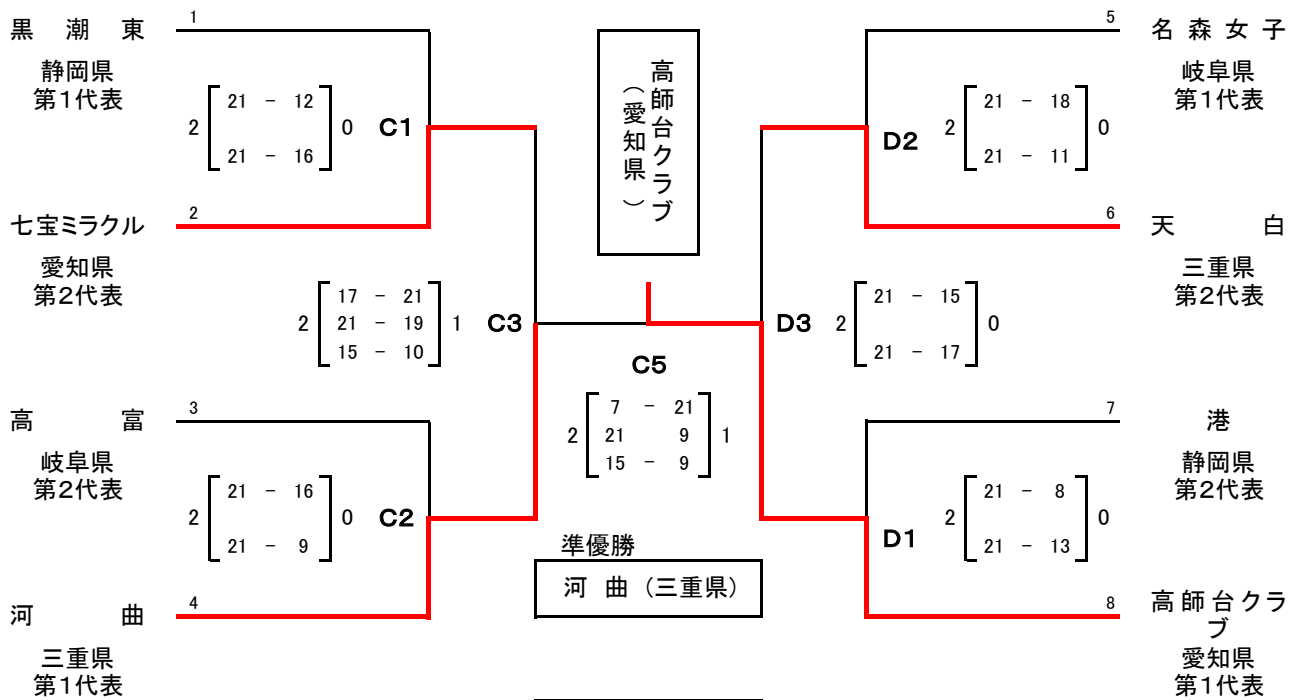 1
黒潮東
静岡県
第1代表
2 21 - 12 0
21 - 16
C1
2
七宝ミラクル
愛知県
第2代表
17 - 21
2 21 - 19 1
15 - 10
C3
3
高富
岐阜県
第2代表
2 21 - 16 0
21 - 9
C2
4
河曲
三重県
第1代表
高師台クラブ
（愛知県）
C5
7 - 21
2 21 9 1
15 - 9
準優勝
河曲（三重県）
5
名森女子
岐阜県
第1代表
D2
2 21 - 18 0
21 - 11
6
天白
三重県
第2代表
D3
2 21 - 15 0
21 - 17
7
港
静岡県
第2代表
D1
2 21 - 8 0
21 - 13
8
高師台クラ
ブ
愛知県
第1代表